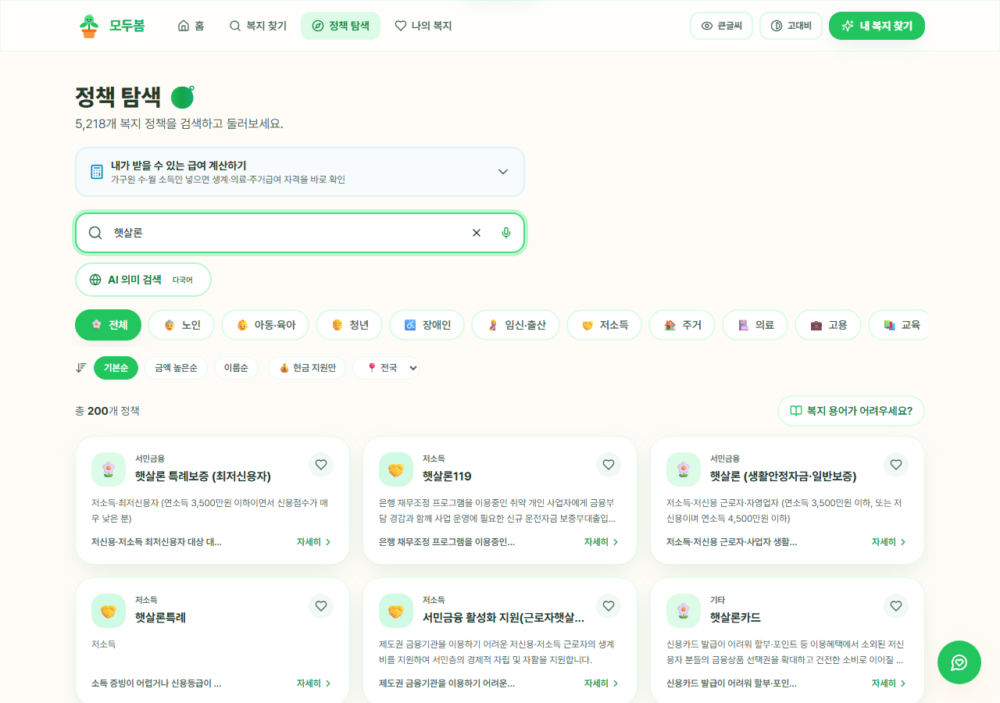 모두봄
홈
복지 찾기
정책 탐색
나의 복지
큰글씨
고대비
내 복지 찾기
정책 탐색
5,218개 복지 정책을 검색하고 둘러보세요.
내가 받을 수 있는 급여 계산하기
가구원 수·월 소득만 넣으면 생계·의료·주거급여 자격을 바로 확인
햇살론
AI 의미 검색 다국어
전체
노인
아동·육아
청년
장애인
임신·출산
저소득
주거
의료
고용
교육
기본순
금액 높은순
이름순
현금 지원만
전국
총 200개 정책
복지 용어가 어려우세요?
서민금융
햇살론 특례보증 (최저신용자)
저소득·최저신용자 (연소득 3,500만원 이하이면서 신용점수가 매
우 낮은 분)
저신용·저소득 최저신용자 대상 대...
자세히
저소득
햇살론119
은행 채무조정 프로그램을 이용중인 취약 개인 사업자에게 금융부
담 경감과 함께 사업 운영에 필요한 신규 운전자금 보증부대출입...
은행 채무조정 프로그램을 이용중인...
자세히
서민금융
햇살론 (생활안정자금·일반보증)
저소득·저신용 근로자·자영업자 (연소득 3,500만원 이하, 또는 저
신용이며 연소득 4,500만원 이하)
저소득·저신용 근로자·사업자 생활...
자세히
저소득
햇살론특례
저소득
소득 증빙이 어렵거나 신용등급이 ...
자세히
저소득
서민금융 활성화 지원(근로자햇살...
제도권 금융기관을 이용하기 어려운 저신용·저소득 근로자의 생계
비를 지원하여 서민층의 경제적 자립 및 자활을 지원합니다.
제도권 금융기관을 이용하기 어려운...
자세히
기타
햇살론카드
신용카드 발급이 어려워 할부·포인트 등 이용혜택에서 소외된 저신
용자 분들의 금융상품 선택권을 확대하고 건전한 소비로 이어질 ...
신용카드 발급이 어려워 할부·포인...
자세히